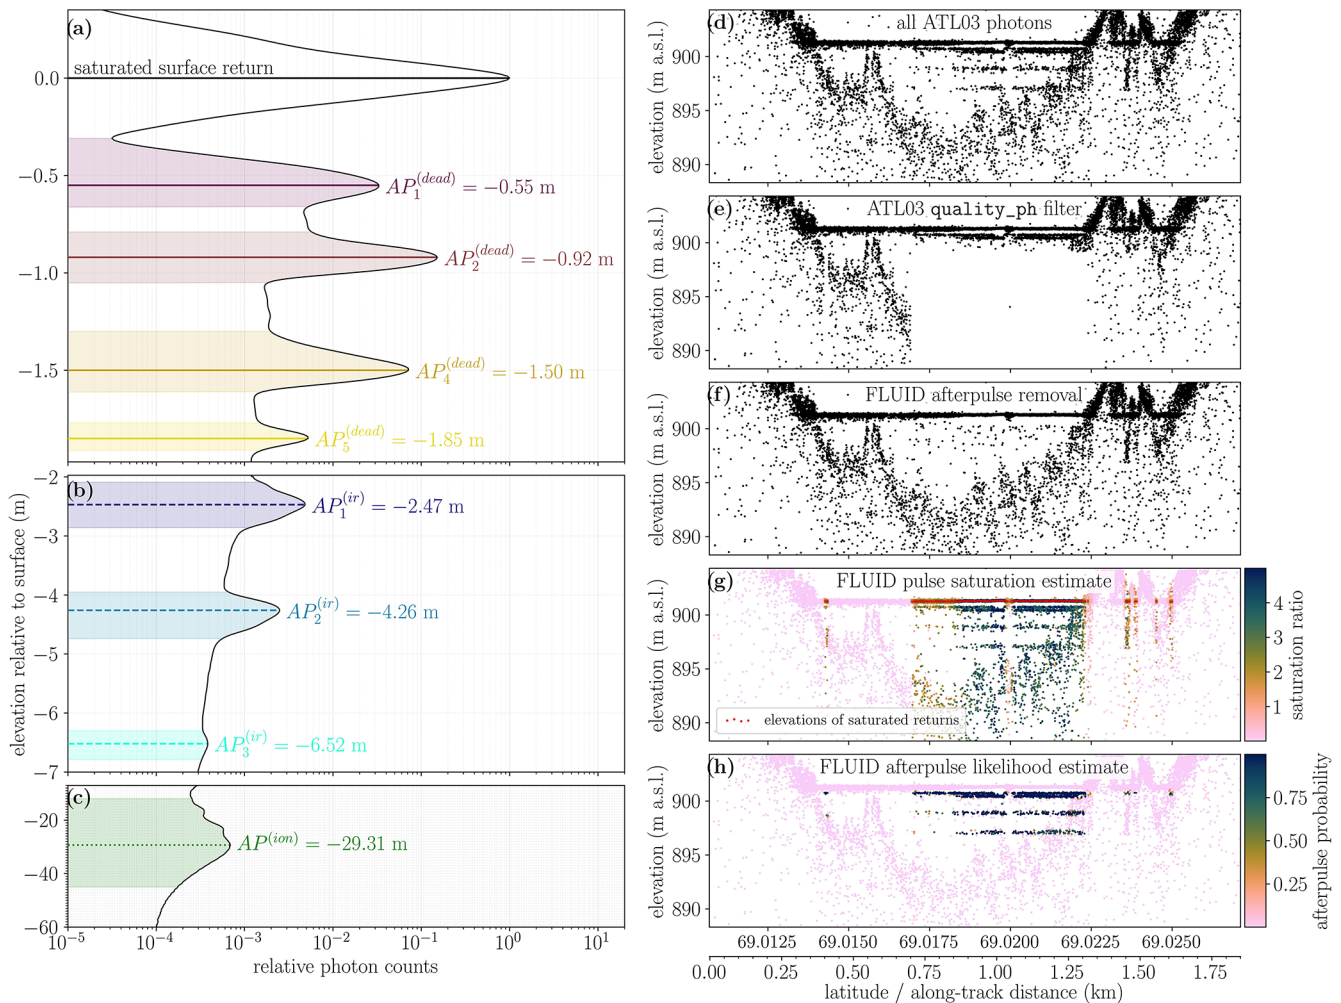 (a)
saturated surface return
0.0
−0.5
AP₁^(dead) = −0.55 m
AP₂^(dead) = −0.92 m
−1.0
AP₄^(dead) = −1.50 m
−1.5
AP₅^(dead) = −1.85 m
elevation relative to surface (m)
(b)
−2
AP₁^(ir) = −2.47 m
−3
−4
AP₂^(ir) = −4.26 m
−5
−6
AP₃^(ir) = −6.52 m
−7
(c)
−20
AP^(ion) = −29.31 m
−40
−60
10⁻⁵ 10⁻⁴ 10⁻³ 10⁻² 10⁻¹ 10⁰ 10¹
relative photon counts
(d)
all ATL03 photons
elevation (m a.s.l.)
900
895
890
(e)
ATL03 quality_ph filter
elevation (m a.s.l.)
900
895
890
(f)
FLUID afterpulse removal
elevation (m a.s.l.)
900
895
890
(g)
FLUID pulse saturation estimate
elevation (m a.s.l.)
900
895
890
elevations of saturated returns
4
3
2
1
saturation ratio
(h)
FLUID afterpulse likelihood estimate
elevation (m a.s.l.)
900
895
890
0.75
0.50
0.25
afterpulse probability
69.0125 69.0150 69.0175 69.0200 69.0225 69.0250
0.00 0.25 0.50 0.75 1.00 1.25 1.50 1.75
latitude / along-track distance (km)